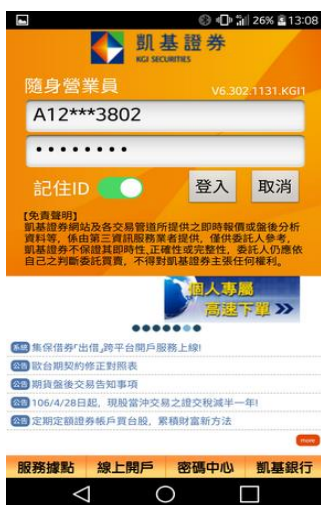 26% 13:08
凱基證券
KGI SECURITIES
隨身營業員
V6.302.1131.KGI1
A12***3802
••••••••
記住ID
登入
取消
【免責聲明】
凱基證券網站及各交易管道所提供之即時報價或盤後分析
資料等，係由第三資訊服務業者提供，僅供委託人參考，
凱基證券不保證其即時性、正確性或完整性，委託人仍應依
自己之判斷委託買賣，不得對凱基證券主張任何權利。
個人專屬
高速下單
系統 集保借券「出借」跨平台開戶服務上線!
公告 歐台期契約修正對照表
公告 期貨盤後交易告知事項
公告 106/4/28日起，現股當沖交易之證交稅減半一年!
公告 定期定額證券帳戶買台股，累積財富新方法
more
服務據點
線上開戶
密碼中心
凱基銀行